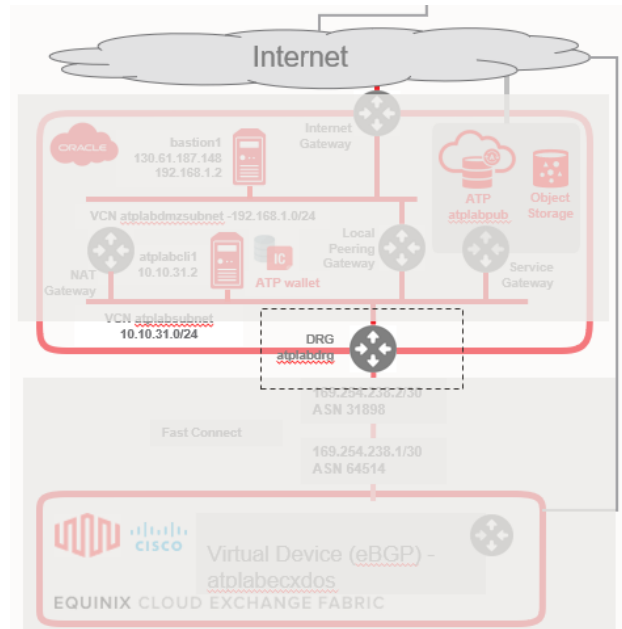 Internet
Internet
Gateway
ORACLE
bastion1
130.61.187.148
192.168.1.2
ATP
atplabpub
Object
Storage
VCN atplabdmzsubnet -192.168.1.0/24
NAT
Gateway
atplabcli1
10.10.31.2
IC
ATP wallet
Local
Peering
Gateway
Service
Gateway
VCN atplabsubnet
10.10.31.0/24
DRG
atplabdrg
169.254.238.2/30
ASN 31898
Fast Connect
169.254.238.1/30
ASN 64514
CISCO
Virtual Device (eBGP) -
atplabecxdos
EQUINIX CLOUD EXCHANGE FABRIC